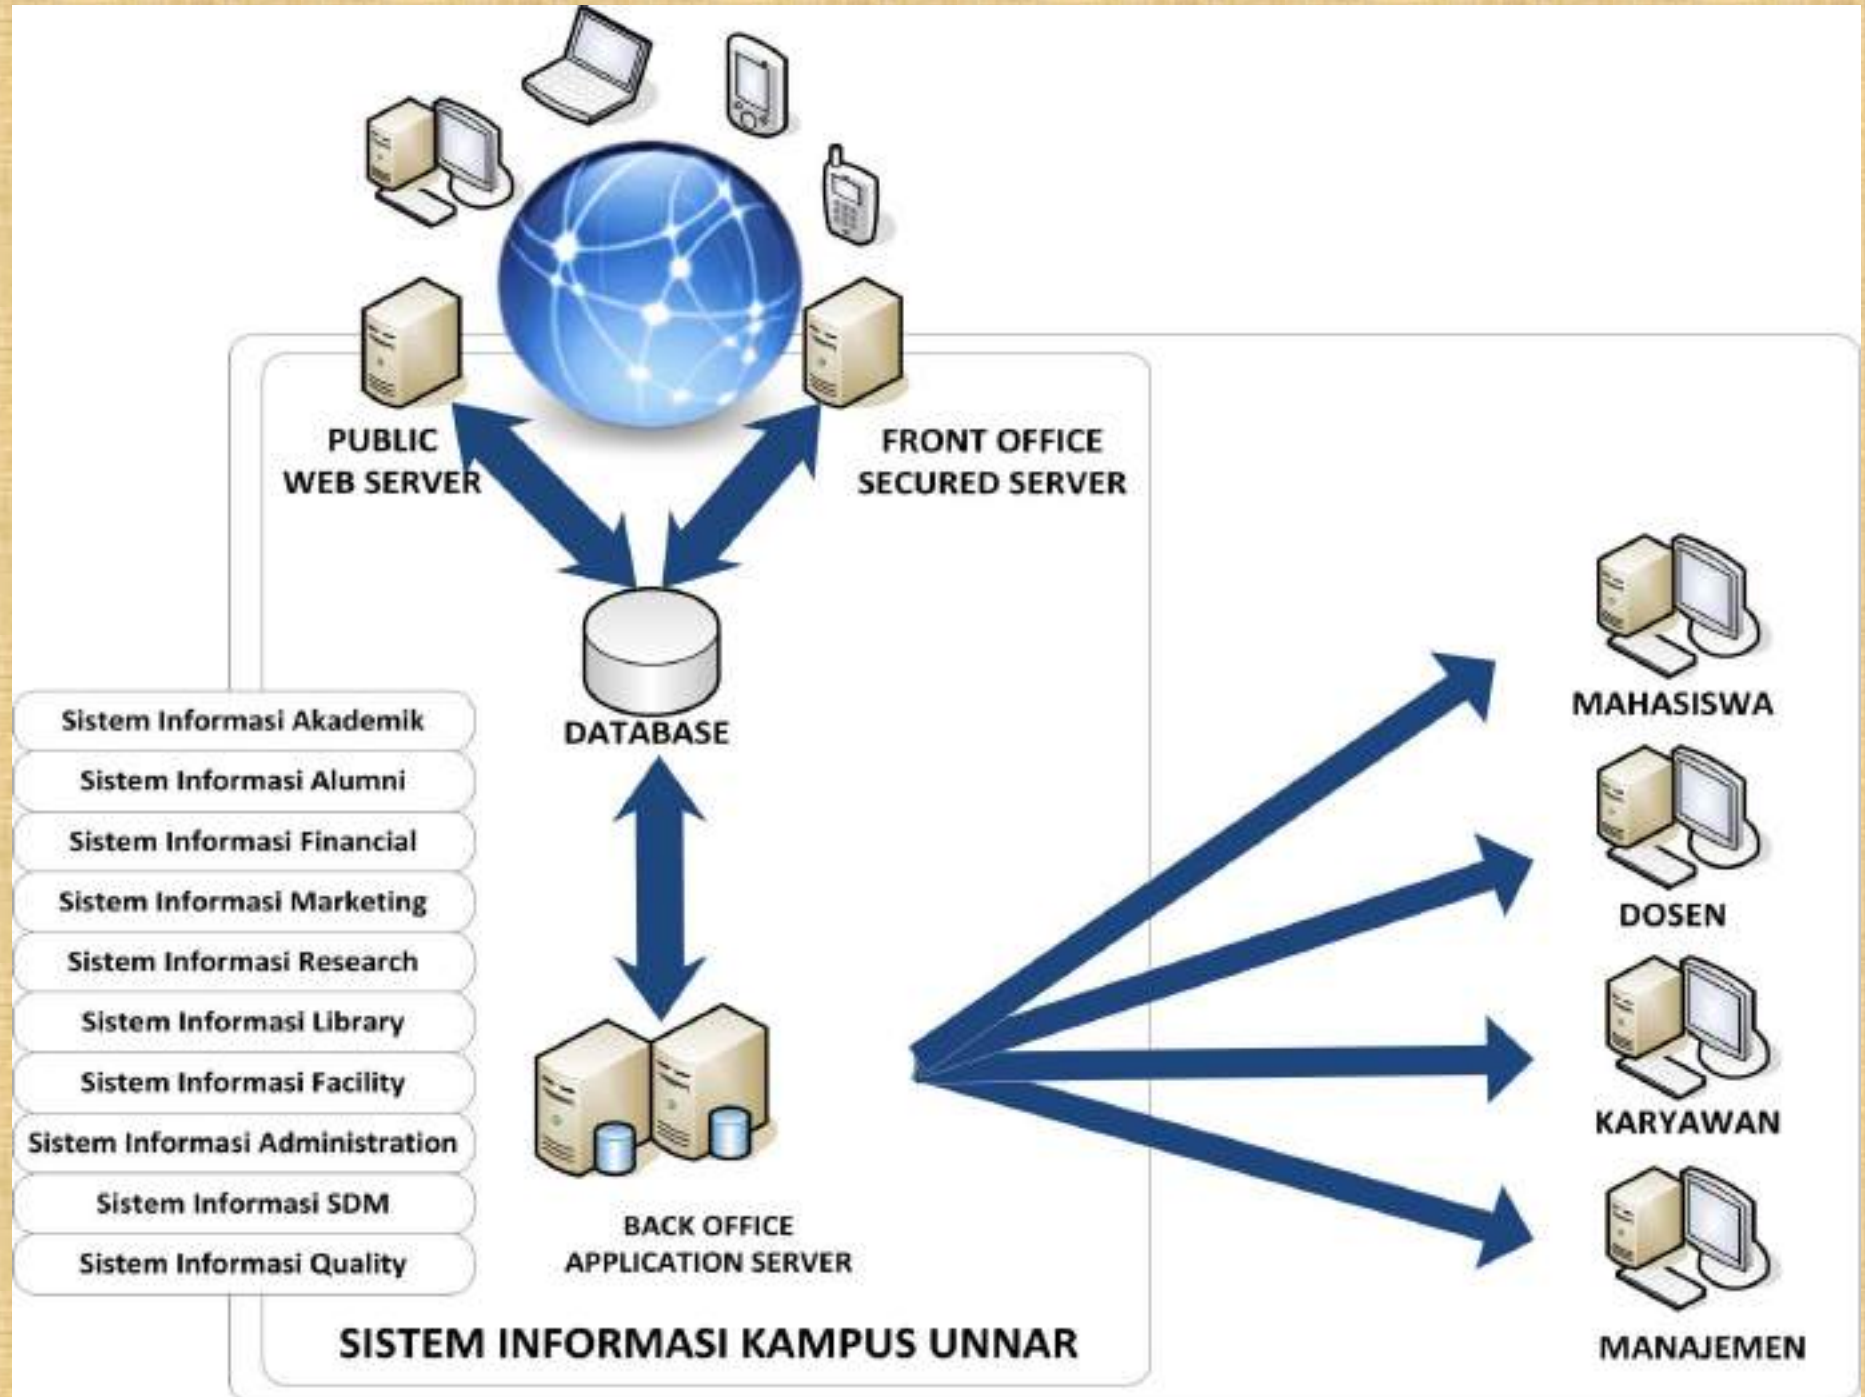 PUBLIC
WEB SERVER
FRONT OFFICE
SECURED SERVER
DATABASE
Sistem Informasi Akademik
Sistem Informasi Alumni
Sistem Informasi Financial
Sistem Informasi Marketing
Sistem Informasi Research
Sistem Informasi Library
Sistem Informasi Facility
Sistem Informasi Administration
Sistem Informasi SDM
Sistem Informasi Quality
BACK OFFICE
APPLICATION SERVER
SISTEM INFORMASI KAMPUS UNNAR
MAHASISWA
DOSEN
KARYAWAN
MANAJEMEN